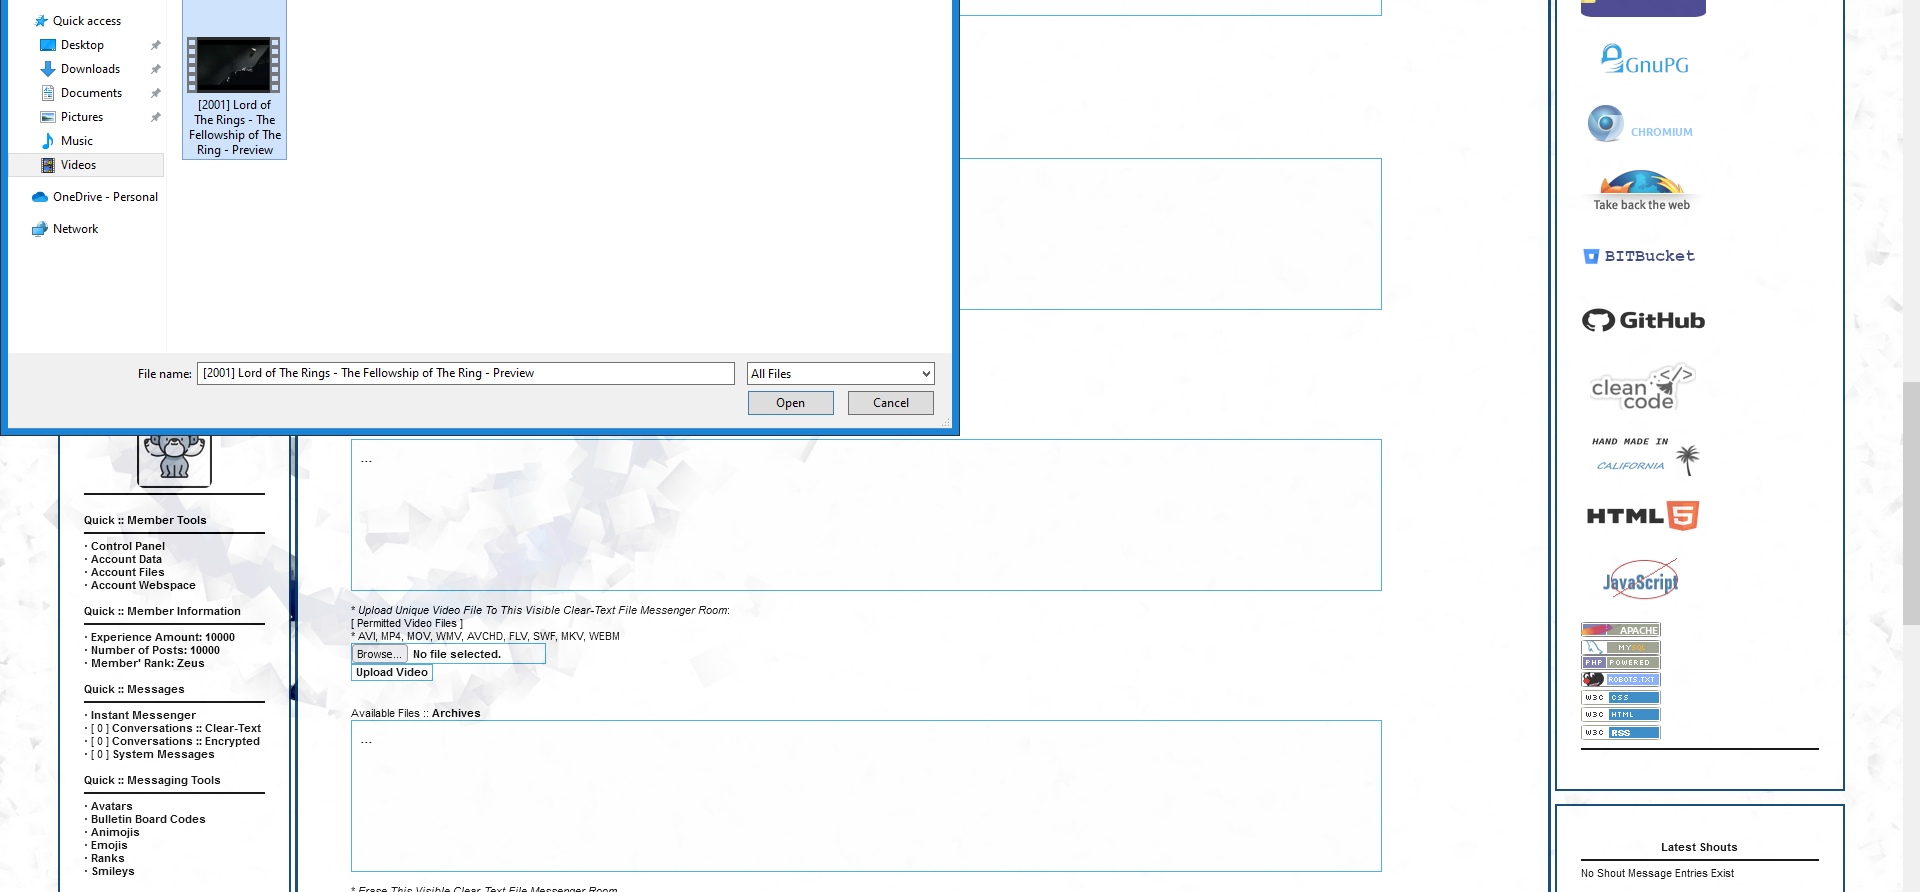 Quick access
Desktop
Downloads
Documents
Pictures
Music
Videos
OneDrive - Personal
Network
[2001] Lord of
The Rings - The
Fellowship of The
Ring - Preview
File name:
[2001] Lord of The Rings - The Fellowship of The Ring - Preview
All Files
Open
Cancel
Quick :: Member Tools
· Control Panel
· Account Data
· Account Files
· Account Webspace
Quick :: Member Information
· Experience Amount: 10000
· Number of Posts: 10000
· Member' Rank: Zeus
Quick :: Messages
· Instant Messenger
· [ 0 ] Conversations :: Clear-Text
· [ 0 ] Conversations :: Encrypted
· [ 0 ] System Messages
Quick :: Messaging Tools
· Avatars
· Bulletin Board Codes
· Animojis
· Emojis
· Ranks
· Smileys
...
* Upload Unique Video File To This Visible Clear-Text File Messenger Room:
[ Permitted Video Files ]
* AVI, MP4, MOV, WMV, AVCHD, FLV, SWF, MKV, WEBM
Browse... No file selected.
Upload Video
Available Files :: Archives
...
* Erase This Visible Clear-Text File Messenger Room
GnuPG
CHROMIUM
Take back the web
BITBucket
GitHub
clean
code
</>
HAND MADE IN
CALIFORNIA
HTML 5
JavaScript
APACHE
MYSQL
PHP POWERED
ROBOTS.TXT
W3C CSS
W3C HTML
W3C RSS
Latest Shouts
No Shout Message Entries Exist